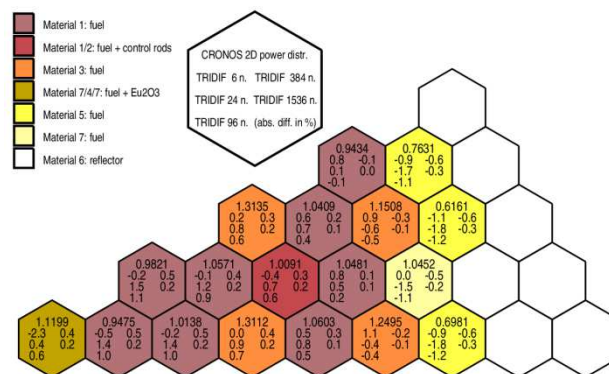 Material 1: fuel
Material 1/2: fuel + control rods
Material 3: fuel
Material 7/4/7: fuel + Eu2O3
Material 5: fuel
Material 7: fuel
Material 6: reflector
CRONOS 2D power distr.
TRIDIF 6 n. TRIDIF 384 n.
TRIDIF 24 n. TRIDIF 1536 n.
TRIDIF 96 n. (abs. diff. in %)
0.9434 0.7631
0.8 -0.1 -0.9 -0.6
0.1 0.0 -1.7 -0.3
-0.1 -1.1
1.3135 1.0409 1.1508 0.6161
0.2 0.3 0.6 0.2 0.9 -0.3 -1.1 -0.6
0.8 0.2 0.7 0.1 -0.6 -0.1 -1.8 -0.3
0.6 0.4 -0.5 -1.2
0.9821 1.0571 1.0091 1.0481 1.0452
-0.2 0.5 -0.1 0.4 -0.4 0.3 0.8 0.1 0.0 -0.5
1.5 0.2 1.2 0.2 0.7 0.2 0.5 0.1 -1.5 -0.2
1.1 0.9 0.6 0.2 -1.1
1.1199 0.9475 1.0138 1.3112 1.0603 1.2495 0.6981
-2.3 0.4 -0.5 0.5 -0.2 0.5 0.0 0.4 0.5 0.3 1.1 -0.2 -0.9 -0.6
0.4 0.2 1.4 0.2 1.4 0.2 0.9 0.2 0.8 0.1 -0.4 -0.1 -1.8 -0.3
0.6 1.0 1.0 0.7 0.5 -0.4 -1.2